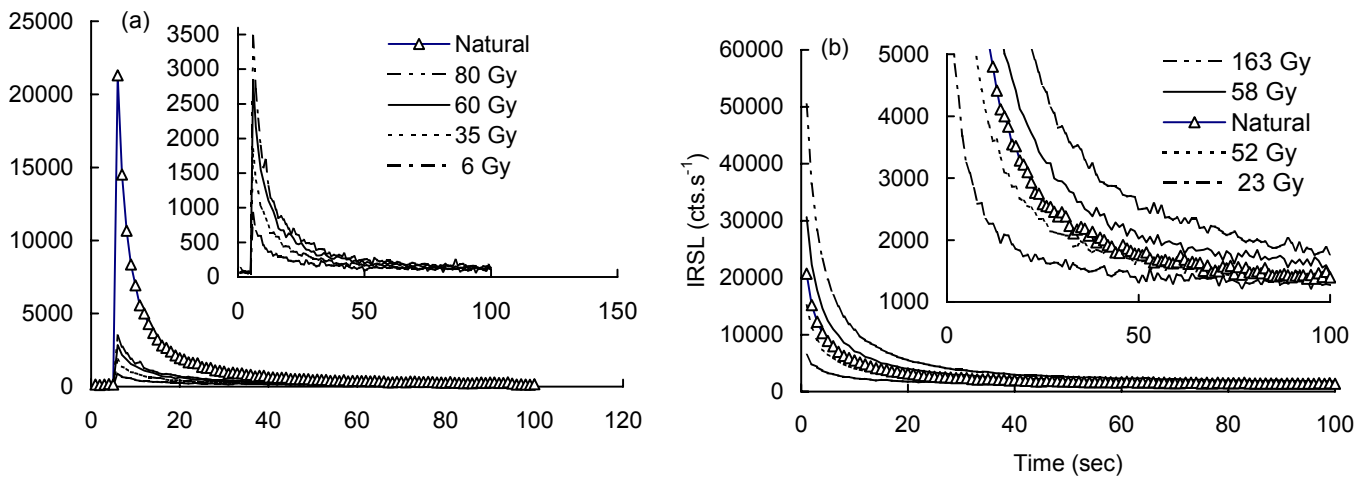 (a)
25000
20000
15000
10000
5000
0
0 20 40 60 80 100 120
3500
3000
2500
2000
1500
1000
500
0
0 50 100 150
Natural
80 Gy
60 Gy
35 Gy
6 Gy
(b)
IRSL (cts.s-1)
60000
50000
40000
30000
20000
10000
0
0 20 40 60 80 100
Time (sec)
5000
4000
3000
2000
1000
0 50 100
163 Gy
58 Gy
Natural
52 Gy
23 Gy